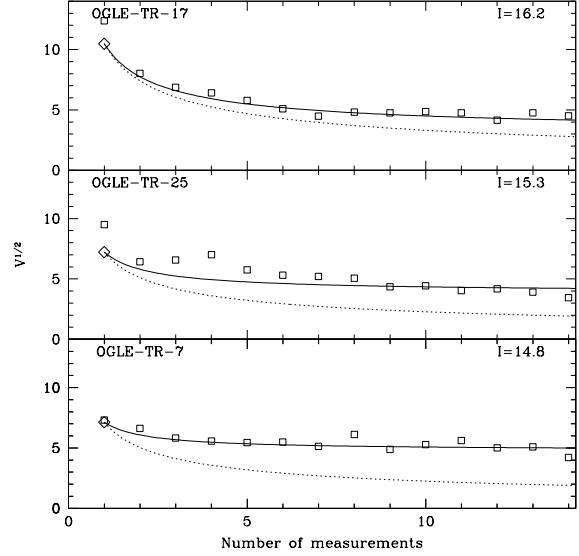 OGLE-TR-17 I=16.2
10
5
0
OGLE-TR-25 I=15.3
10
5
0
V1/2
OGLE-TR-7 I=14.8
10
5
0
0 5 10
Number of measurements